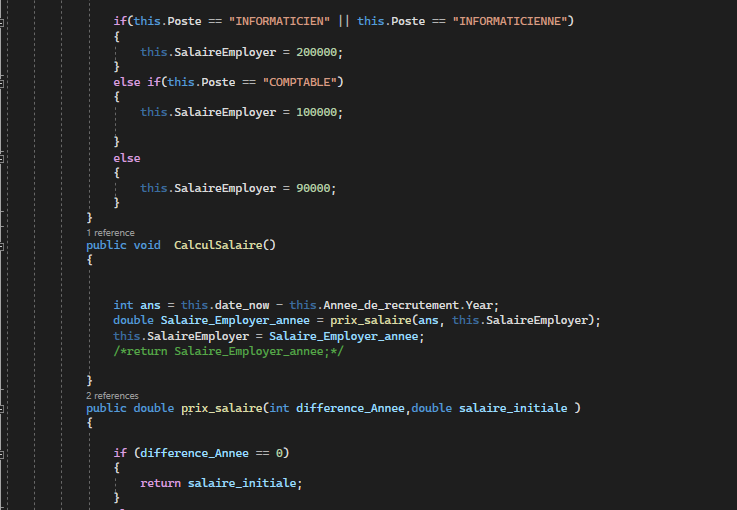 if(this.Poste == "INFORMATICIEN" || this.Poste == "INFORMATICIENNE")
{
this.SalaireEmployer = 200000;
}
else if(this.Poste == "COMPTABLE")
{
this.SalaireEmployer = 100000;
}
else
{
this.SalaireEmployer = 90000;
}
}
1 reference
public void  CalculSalaire()
{
int ans = this.date_now - this.Annee_de_recrutement.Year;
double Salaire_Employer_annee = prix_salaire(ans, this.SalaireEmployer);
this.SalaireEmployer = Salaire_Employer_annee;
/*return Salaire_Employer_annee;*/
}
2 references
public double prix_salaire(int difference_Annee,double salaire_initiale )
{
if (difference_Annee == 0)
{
return salaire_initiale;
}